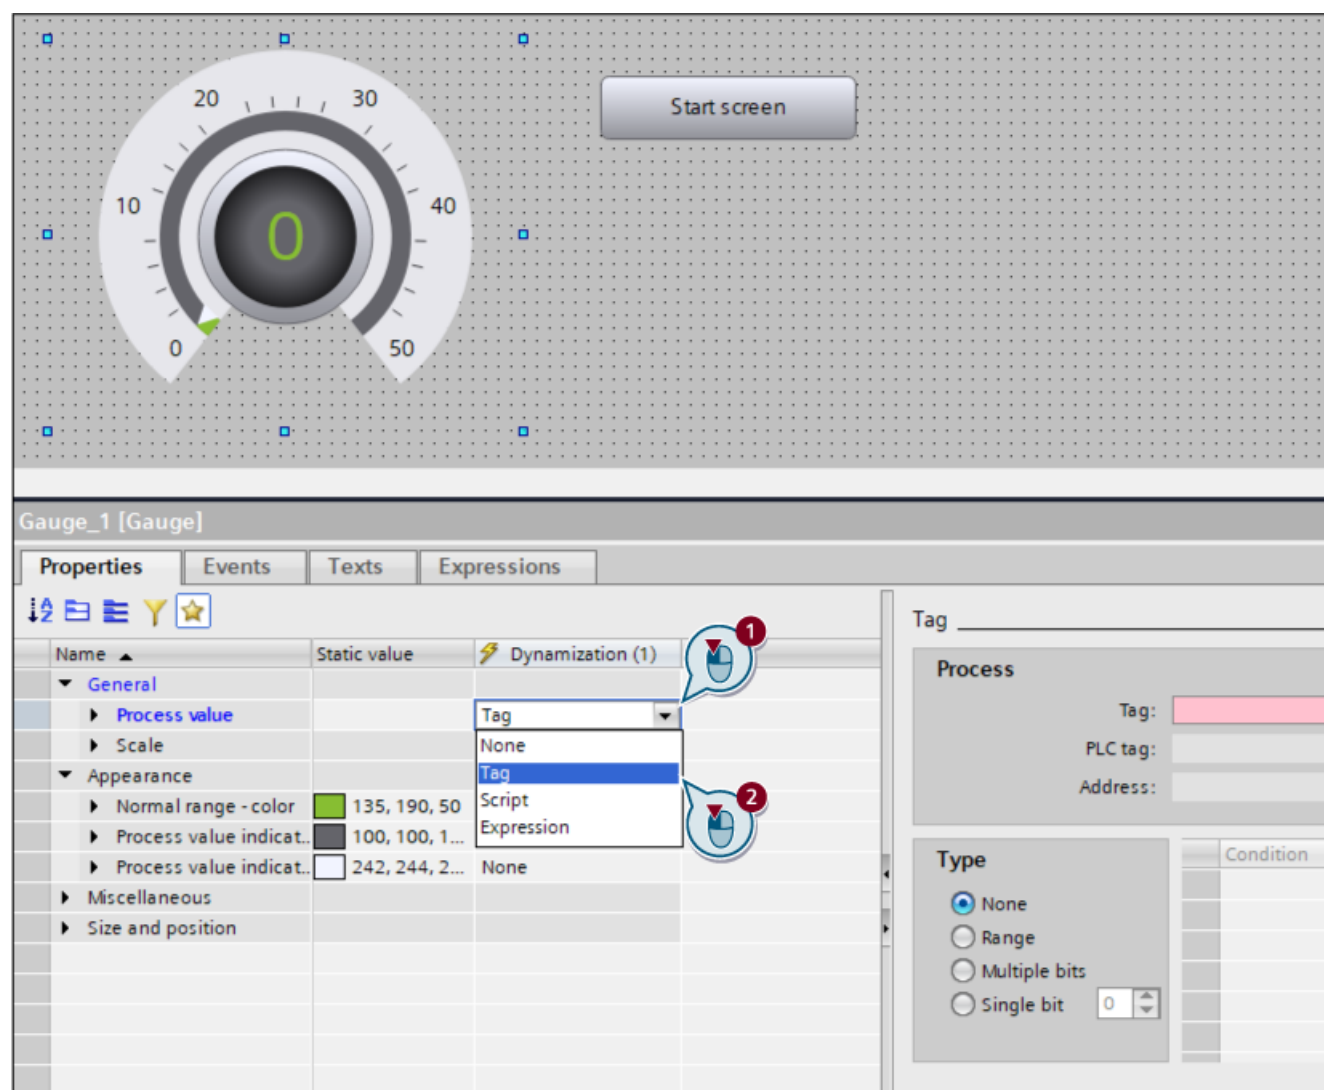 20 30
Start screen
10 40
0
0 50
Gauge_1 [Gauge]
Properties Events Texts Expressions
Tag
Name Static value Dynamization (1) 1
Process
General
Process value Tag
Tag:
Scale None
PLC tag:
Appearance Tag
Address:
Normal range - color 135, 190, 50 Script 2
Process value indicat.. 100, 100, 1... Expression
Process value indicat.. 242, 244, 2... None
Type Condition
Miscellaneous
None
Size and position
Range
Multiple bits
Single bit 0